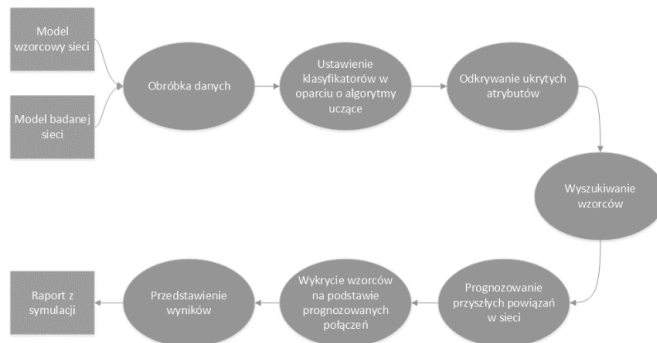 Model
wzorcowy sieci
Model badanej
sieci
Obróbka danych
Ustawienie
klasyfikatorów w
oparciu o algorytmy
uczące
Odkrywanie ukrytych
atrybutów
Wyszukiwanie
wzorców
Prognozowanie
przyszłych powiązań
w sieci
Wykrycie wzorców
na podstawie
prognozowanych
połączeń
Przedstawienie
wyników
Raport z
symulacji